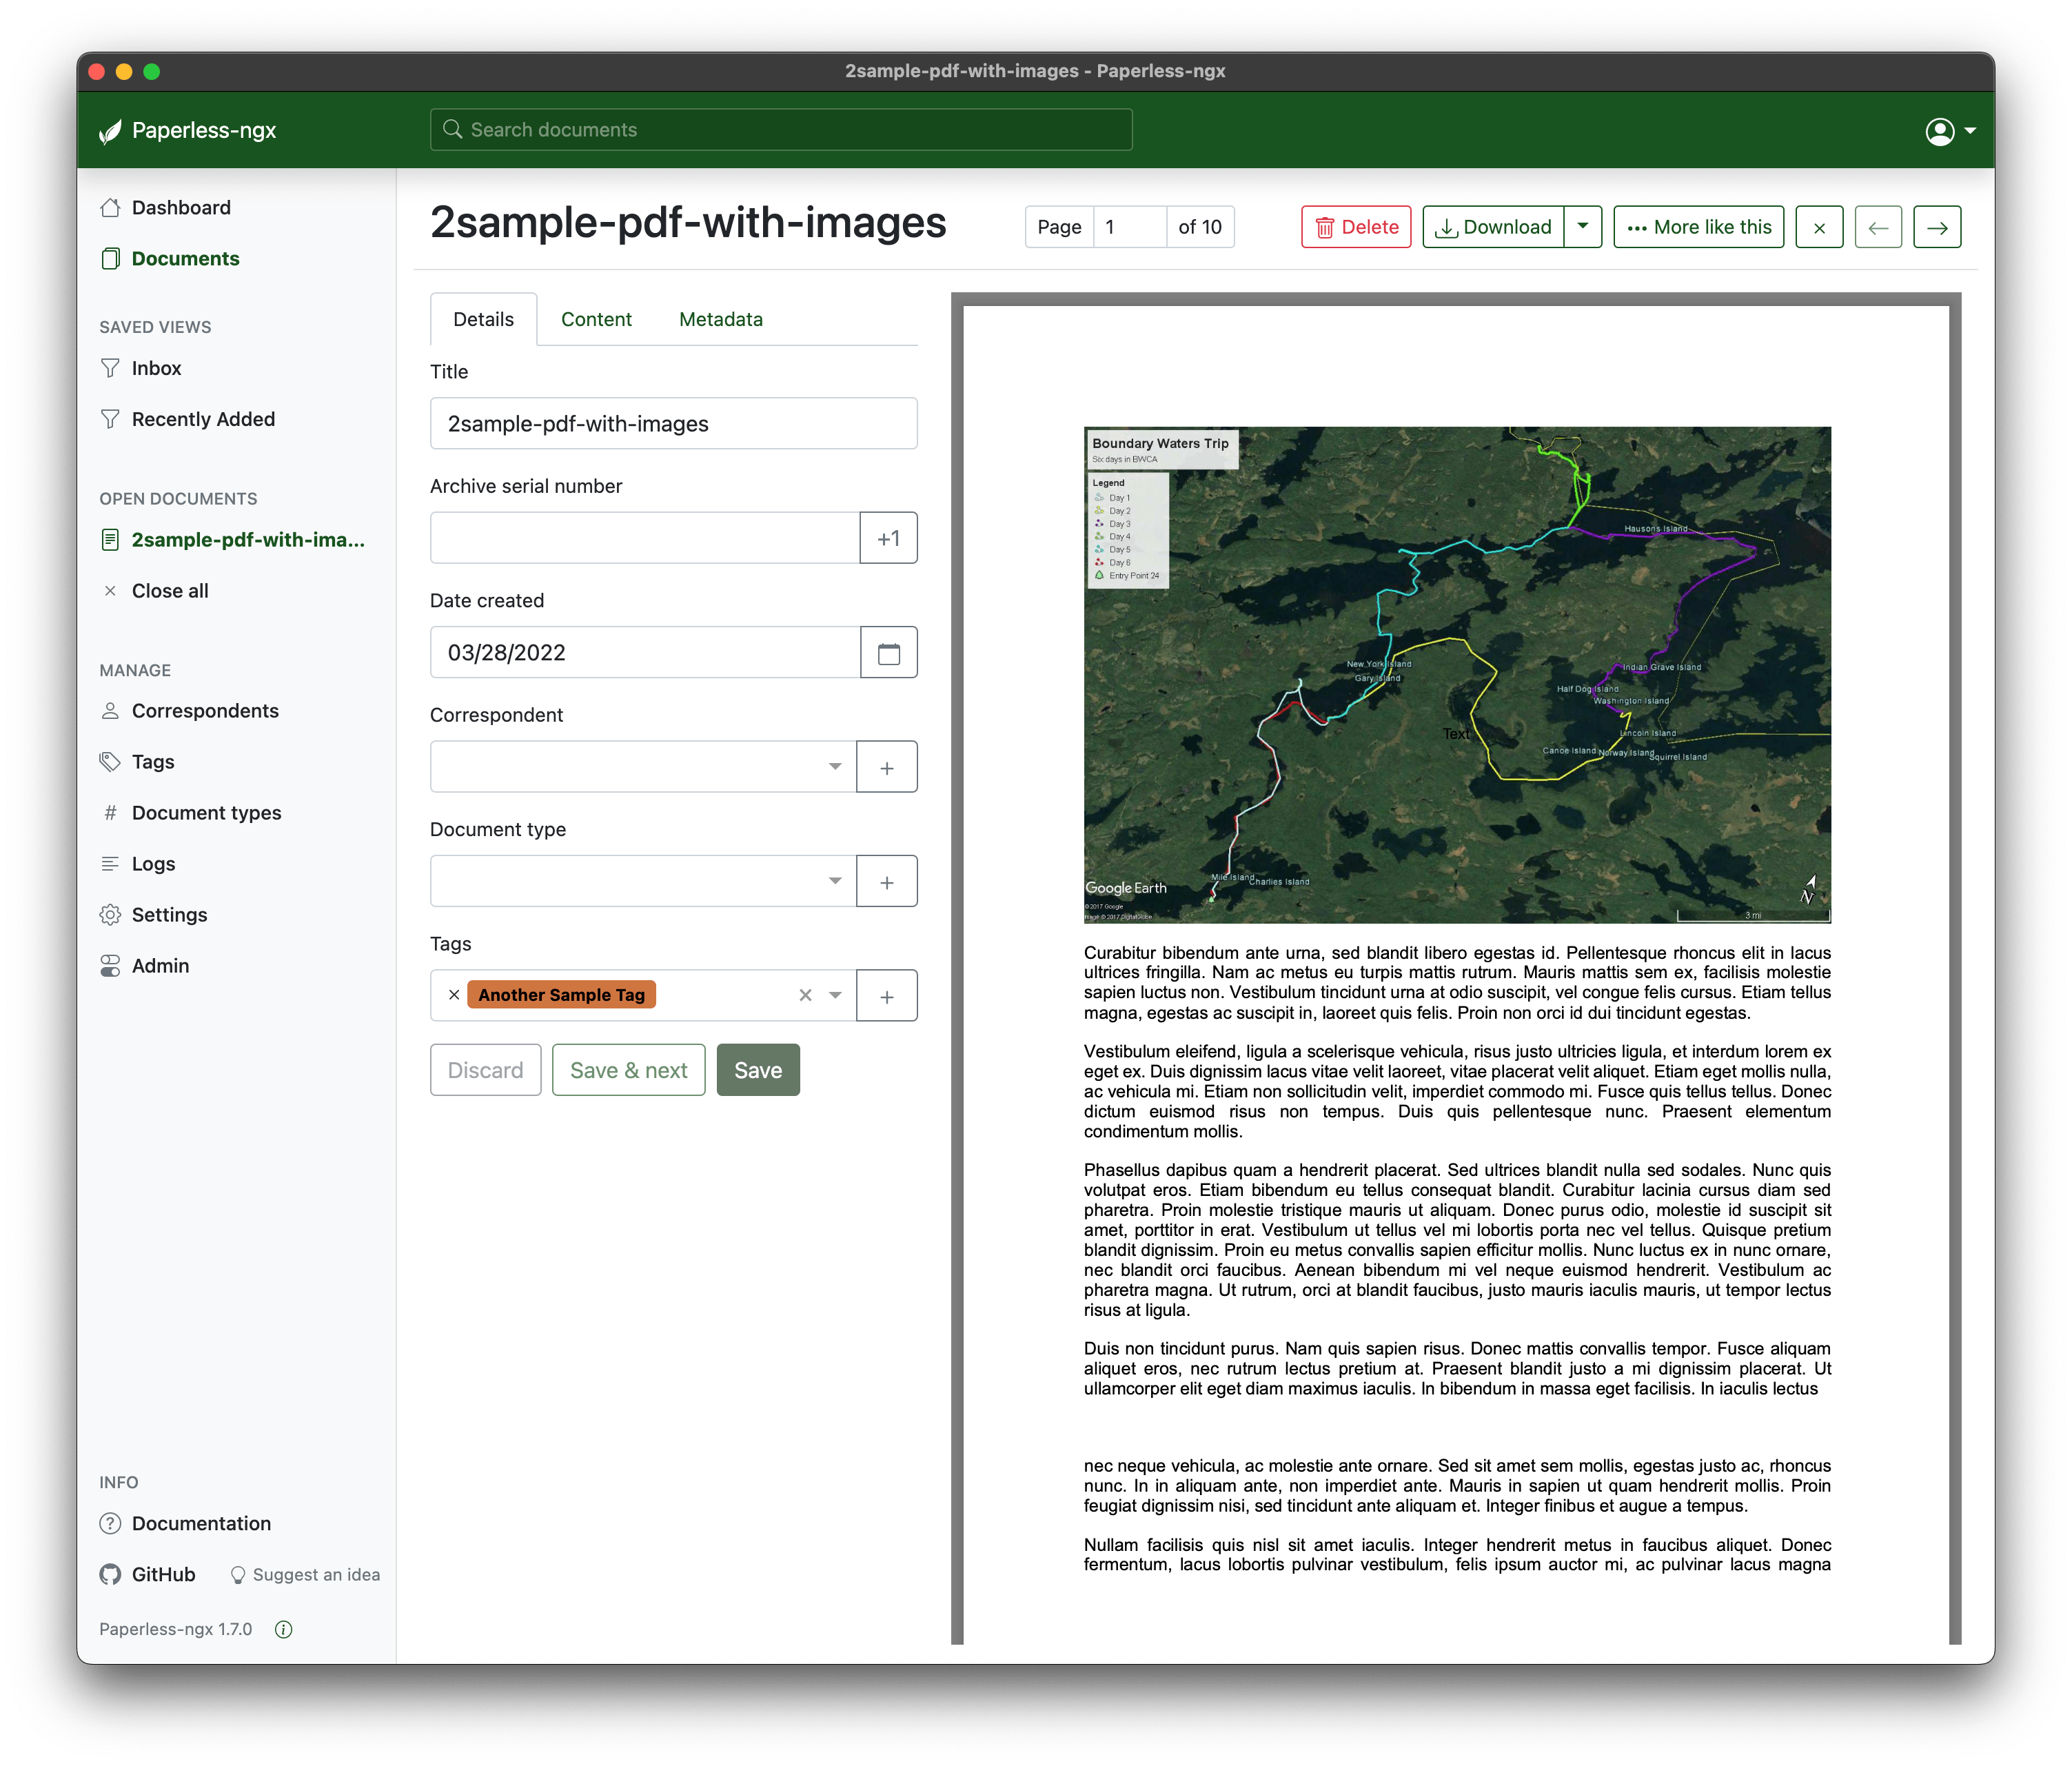 2sample-pdf-with-images - Paperless-ngx
Paperless-ngx
Search documents
Dashboard
Documents
SAVED VIEWS
Inbox
Recently Added
OPEN DOCUMENTS
2sample-pdf-with-ima...
Close all
MANAGE
Correspondents
Tags
# Document types
Logs
Settings
Admin
INFO
Documentation
GitHub
Suggest an idea
Paperless-ngx 1.7.0
2sample-pdf-with-images
Page 1 of 10
Delete
Download
More like this
Details
Content
Metadata
Title
2sample-pdf-with-images
Archive serial number
+1
Date created
03/28/2022
Correspondent
+
Document type
+
Tags
× Another Sample Tag × +
Discard
Save & next
Save
Boundary Waters Trip
Six days in BWCA
Legend
Day 1
Day 2
Day 3
Day 4
Day 5
Day 6
Entry Point 24
Hausons Island
New York Island
Gary Island
Indian Grave Island
Half Dog Island
Washington Island
Lincoln Island
Text
Canoe Island
Norway Island
Squirrel Island
Mile Island
Charlies Island
Google Earth
© 2017 Google
Image © 2017 DigitalGlobe
N
3 mi
Curabitur bibendum ante urna, sed blandit libero egestas id. Pellentesque rhoncus elit in lacus
ultrices fringilla. Nam ac metus eu turpis mattis rutrum. Mauris mattis sem ex, facilisis molestie
sapien luctus non. Vestibulum tincidunt urna at odio suscipit, vel congue felis cursus. Etiam tellus
magna, egestas ac suscipit in, laoreet quis felis. Proin non orci id dui tincidunt egestas.
Vestibulum eleifend, ligula a scelerisque vehicula, risus justo ultricies ligula, et interdum lorem ex
eget ex. Duis dignissim lacus vitae velit laoreet, vitae placerat velit aliquet. Etiam eget mollis nulla,
ac vehicula mi. Etiam non sollicitudin velit, imperdiet commodo mi. Fusce quis tellus tellus. Donec
dictum euismod risus non tempus. Duis quis pellentesque nunc. Praesent elementum
condimentum mollis.
Phasellus dapibus quam a hendrerit placerat. Sed ultrices blandit nulla sed sodales. Nunc quis
volutpat eros. Etiam bibendum eu tellus consequat blandit. Curabitur lacinia cursus diam sed
pharetra. Proin molestie tristique mauris ut aliquam. Donec purus odio, molestie id suscipit sit
amet, porttitor in erat. Vestibulum ut tellus vel mi lobortis porta nec vel tellus. Quisque pretium
blandit dignissim. Proin eu metus convallis sapien efficitur mollis. Nunc luctus ex in nunc ornare,
nec blandit orci faucibus. Aenean bibendum mi vel neque euismod hendrerit. Vestibulum ac
pharetra magna. Ut rutrum, orci at blandit faucibus, justo mauris iaculis mauris, ut tempor lectus
risus at ligula.
Duis non tincidunt purus. Nam quis sapien risus. Donec mattis convallis tempor. Fusce aliquam
aliquet eros, nec rutrum lectus pretium at. Praesent blandit justo a mi dignissim placerat. Ut
ullamcorper elit eget diam maximus iaculis. In bibendum in massa eget facilisis. In iaculis lectus
nec neque vehicula, ac molestie ante ornare. Sed sit amet sem mollis, egestas justo ac, rhoncus
nunc. In in aliquam ante, non imperdiet ante. Mauris in sapien ut quam hendrerit mollis. Proin
feugiat dignissim nisi, sed tincidunt ante aliquam et. Integer finibus et augue a tempus.
Nullam facilisis quis nisl sit amet iaculis. Integer hendrerit metus in faucibus aliquet. Donec
fermentum, lacus lobortis pulvinar vestibulum, felis ipsum auctor mi, ac pulvinar lacus magna